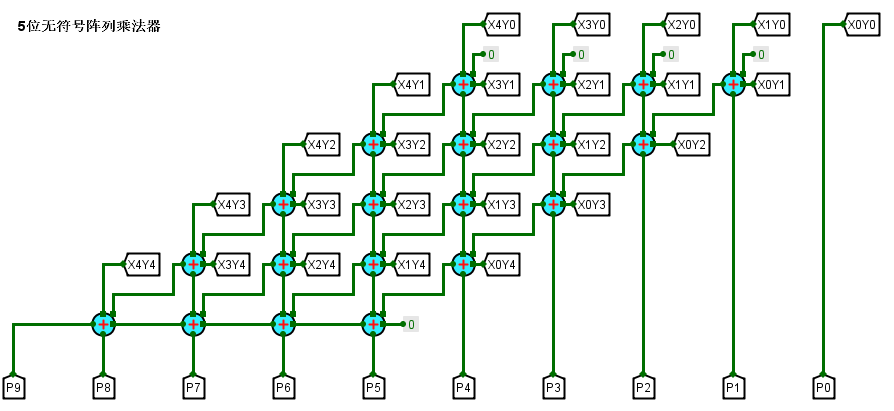 5位无符号阵列乘法器
X4Y0 X3Y0 X2Y0 X1Y0 X0Y0
0 0 0 0
X4Y1 X3Y1 X2Y1 X1Y1 X0Y1
X4Y2 X3Y2 X2Y2 X1Y2 X0Y2
X4Y3 X3Y3 X2Y3 X1Y3 X0Y3
X4Y4 X3Y4 X2Y4 X1Y4 X0Y4
0
P9 P8 P7 P6 P5 P4 P3 P2 P1 P0